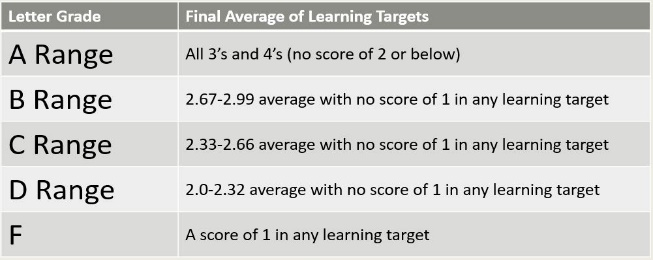 Letter Grade Final Average of Learning Targets
A Range All 3's and 4's (no score of 2 or below)
B Range 2.67-2.99 average with no score of 1 in any learning target
C Range 2.33-2.66 average with no score of 1 in any learning target
D Range 2.0-2.32 average with no score of 1 in any learning target
F A score of 1 in any learning target